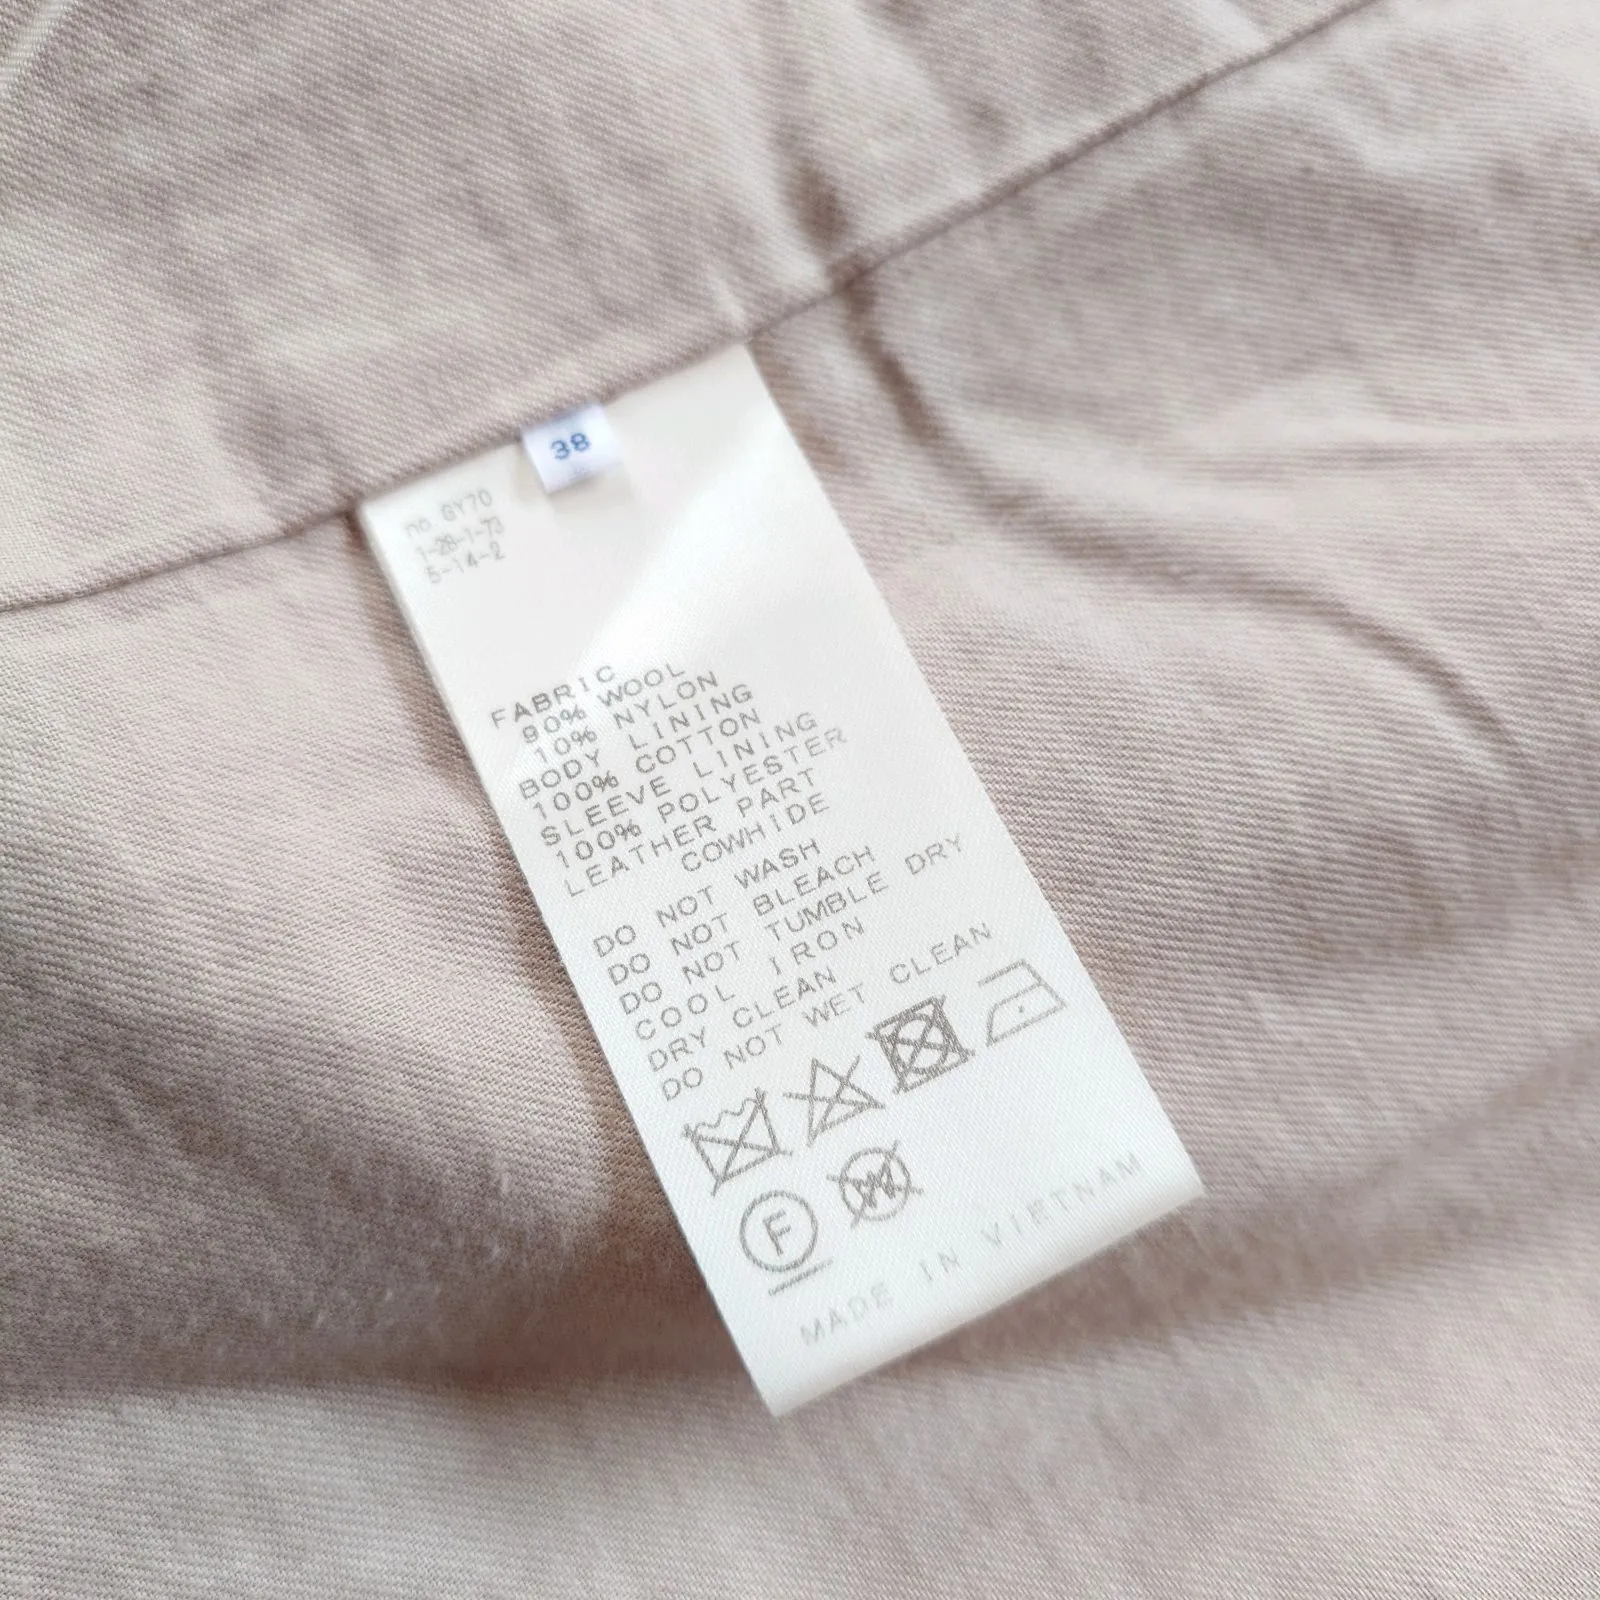 38
no. GY70
1-28-1-73
5-14-2
FABRIC
90% WOOL
10% NYLON
BODY LINING
100% COTTON
SLEEVE LINING
100% POLYESTER
LEATHER PART
COWHIDE
DO NOT WASH
DO NOT BLEACH
DO NOT TUMBLE DRY
COOL IRON
DRY CLEAN
DO NOT WET CLEAN
F W
MADE IN VIETNAM